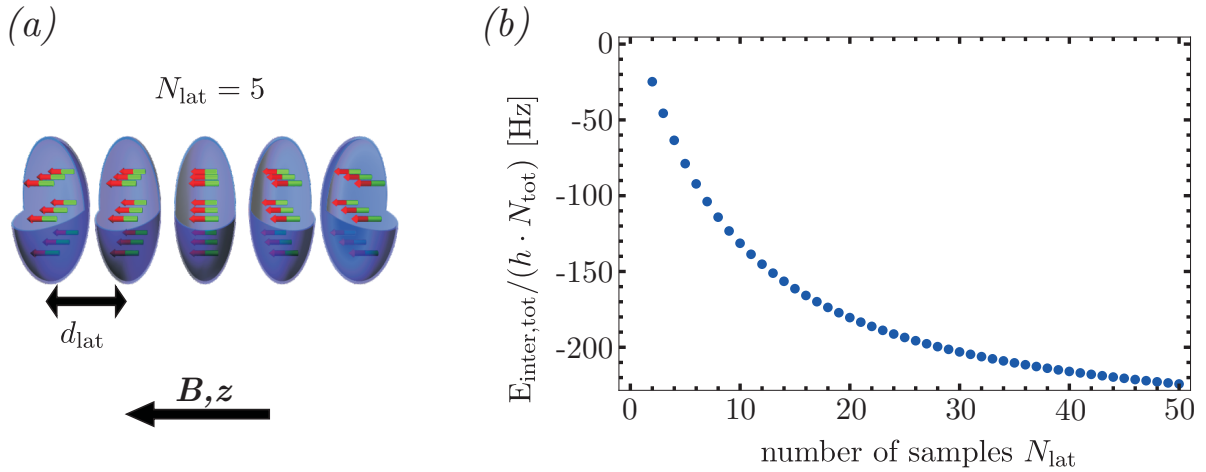 (a)
N_lat = 5
d_lat
B,z
(b)
E_inter,tot/(h · N_tot) [Hz]
0
-50
-100
-150
-200
0 10 20 30 40 50
number of samples N_lat